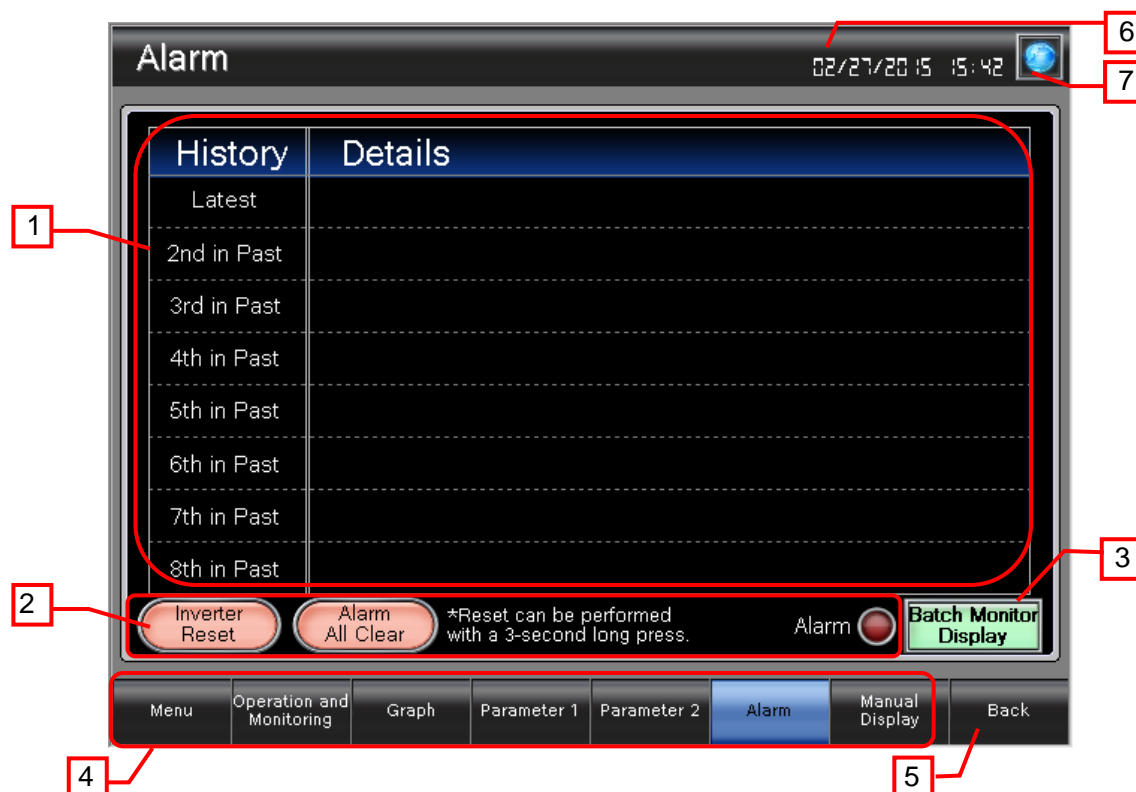 6
Alarm
02/27/2015 15:42
7
History Details
Latest
1
2nd in Past
3rd in Past
4th in Past
5th in Past
6th in Past
7th in Past
3
8th in Past
2
Inverter
Reset
Alarm
All Clear
*Reset can be performed
with a 3-second long press.
Alarm
Batch Monitor
Display
Menu
Operation and
Monitoring
Graph
Parameter 1
Parameter 2
Alarm
Manual
Display
Back
4
5